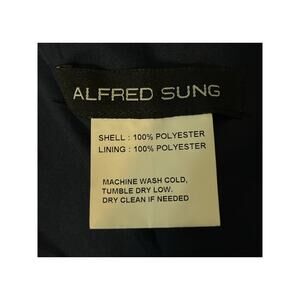 ALFRED SUNG
SHELL : 100% POLYESTER
LINING : 100% POLYESTER
MACHINE WASH COLD,
TUMBLE DRY LOW.
DRY CLEAN IF NEEDED